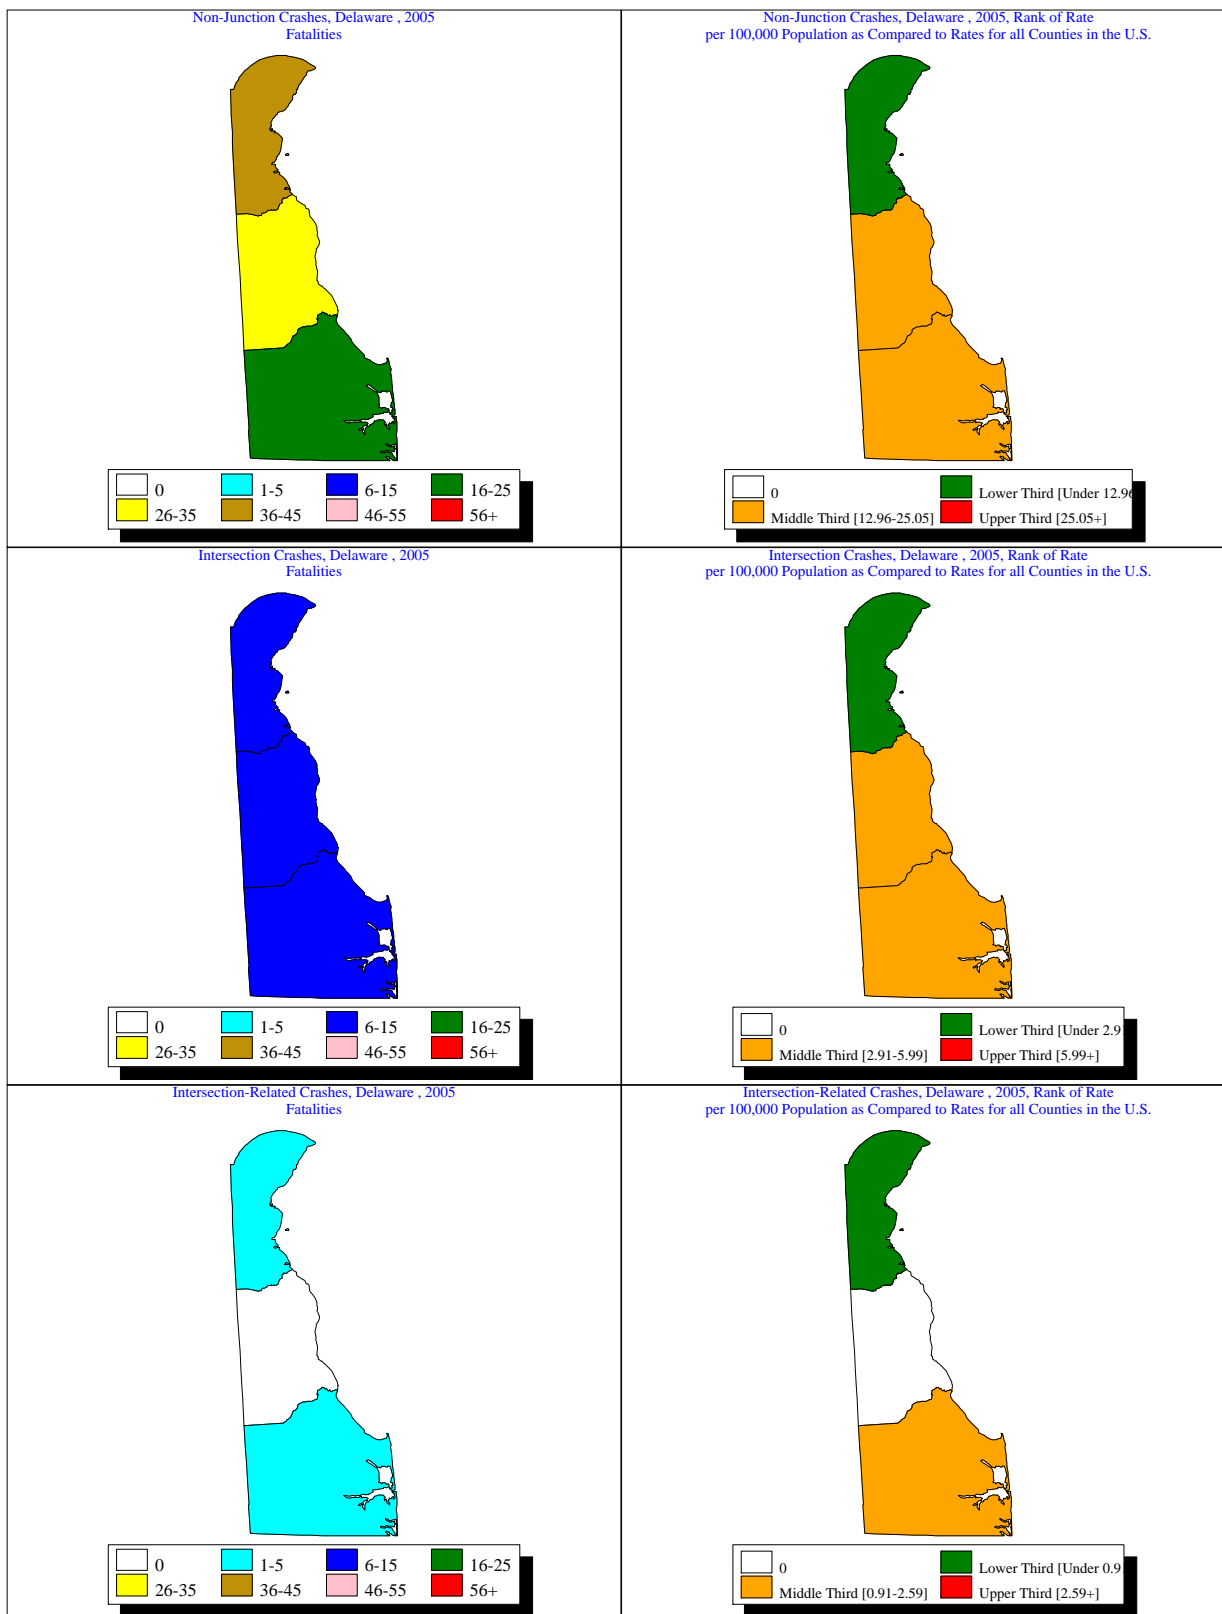 Non-Junction Crashes, Delaware , 2005
Fatalities
0
1-5
6-15
16-25
26-35
36-45
46-55
56+
Non-Junction Crashes, Delaware , 2005, Rank of Rate
per 100,000 Population as Compared to Rates for all Counties in the U.S.
0
Lower Third [Under 12.96
Middle Third [12.96-25.05]
Upper Third [25.05+]
Intersection Crashes, Delaware , 2005
Fatalities
0
1-5
6-15
16-25
26-35
36-45
46-55
56+
Intersection Crashes, Delaware , 2005, Rank of Rate
per 100,000 Population as Compared to Rates for all Counties in the U.S.
0
Lower Third [Under 2.91
Middle Third [2.91-5.99]
Upper Third [5.99+]
Intersection-Related Crashes, Delaware , 2005
Fatalities
0
1-5
6-15
16-25
26-35
36-45
46-55
56+
Intersection-Related Crashes, Delaware , 2005, Rank of Rate
per 100,000 Population as Compared to Rates for all Counties in the U.S.
0
Lower Third [Under 0.91
Middle Third [0.91-2.59]
Upper Third [2.59+]